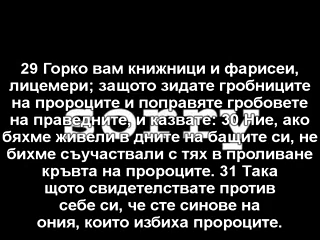 29 Горко вам книжници и фарисеи,
лицемери; защото зидате гробниците
на пророците и поправяте гробовете
на праведните, и казвате: 30 Ние, ако
бяхме живели в дните на бащите си, не
бихме съучаствали с тях в проливане
кръвта на пророците. 31 Така
щото свидетелствате против
себе си, че сте синове на
ония, които избиха пророците.
sorry